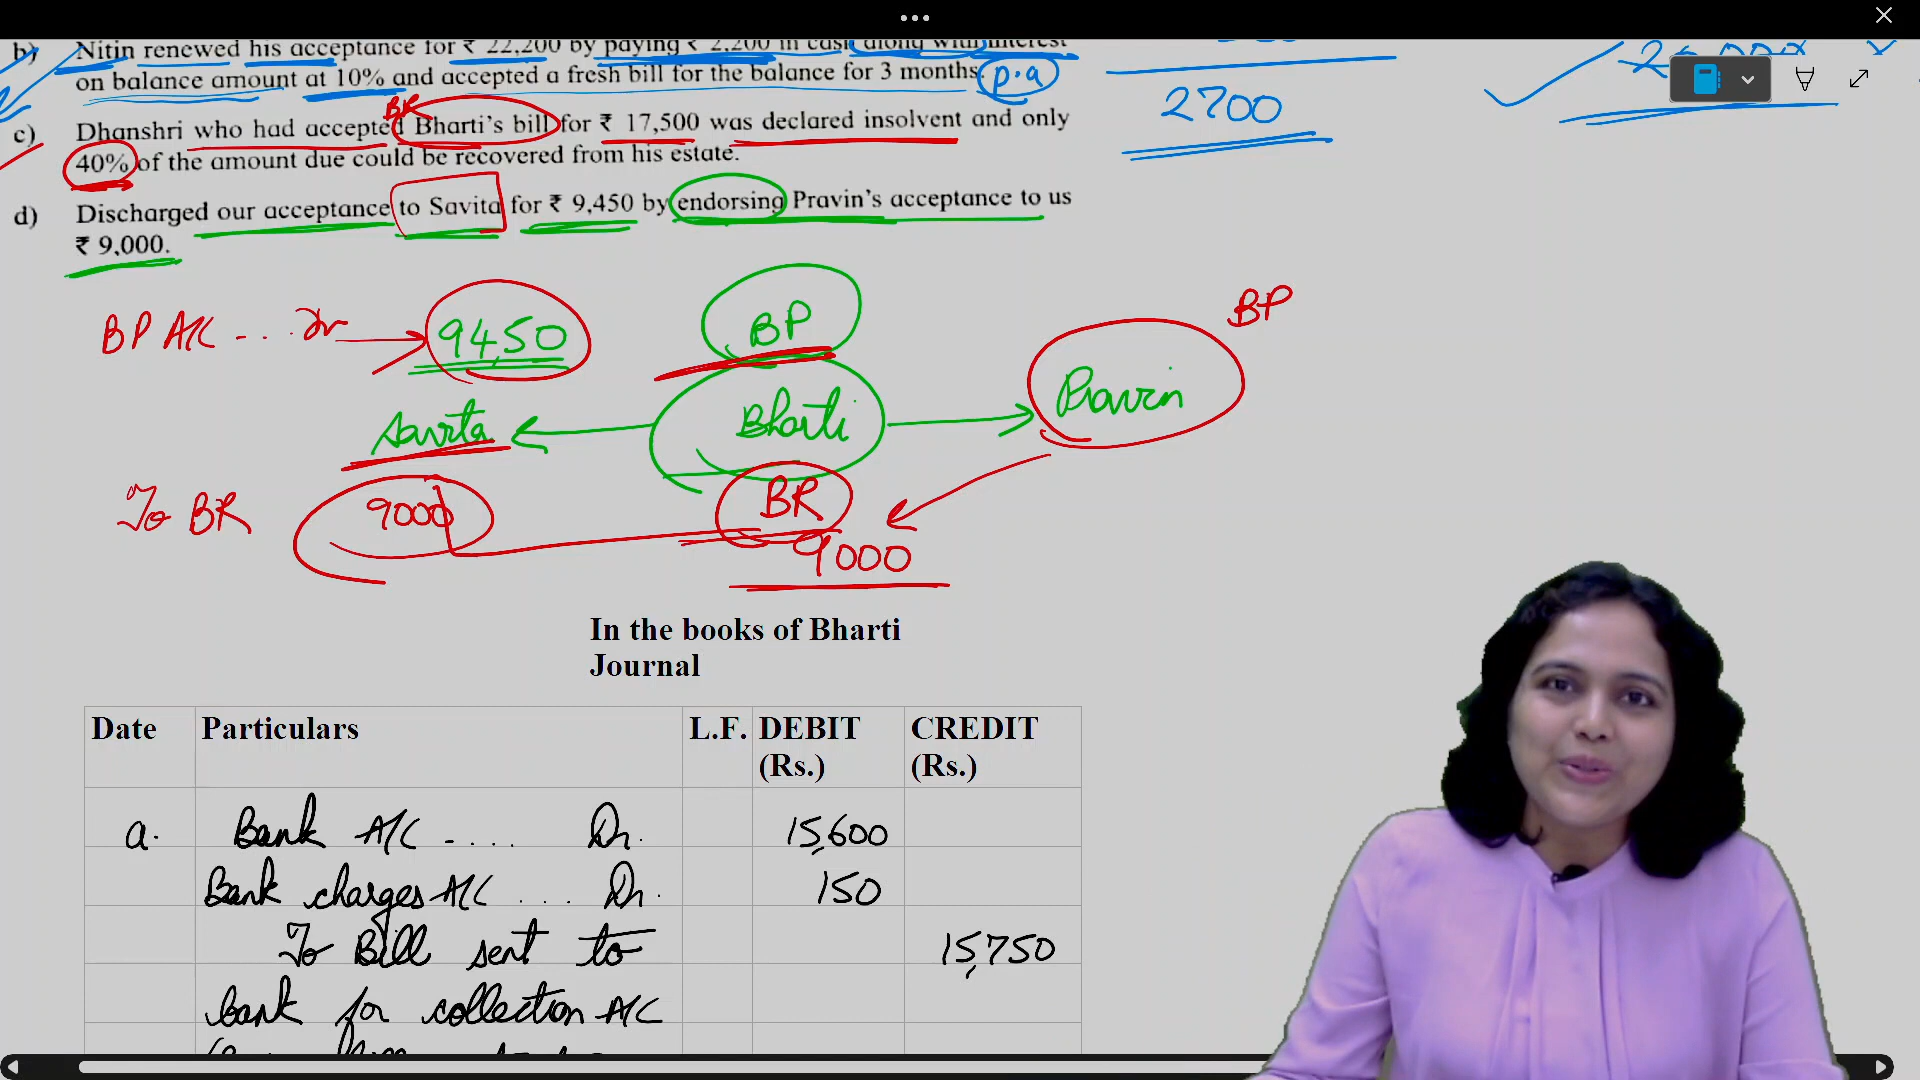 b) Nitin renewed his acceptance for ₹ 22,200 by paying ₹ 2,200 in cash along with interest
on balance amount at 10% and accepted a fresh bill for the balance for 3 months. p.a
2700
BR
c) Dhanshri who had accepted Bharti's bill for ₹ 17,500 was declared insolvent and only
40% of the amount due could be recovered from his estate.
d) Discharged our acceptance to Savita for ₹ 9,450 by endorsing Pravin's acceptance to us
₹ 9,000.
BP A/C ... Dr 9450 BP BP
Savita Bharti Pravin
To BR 9000 BR
9000
In the books of Bharti
Journal
Date Particulars L.F. DEBIT (Rs.) CREDIT (Rs.)
a. Bank A/C .... Dr. 15,600
Bank charges A/C ... Dr. 150
To Bill sent to 15,750
bank for collection A/C